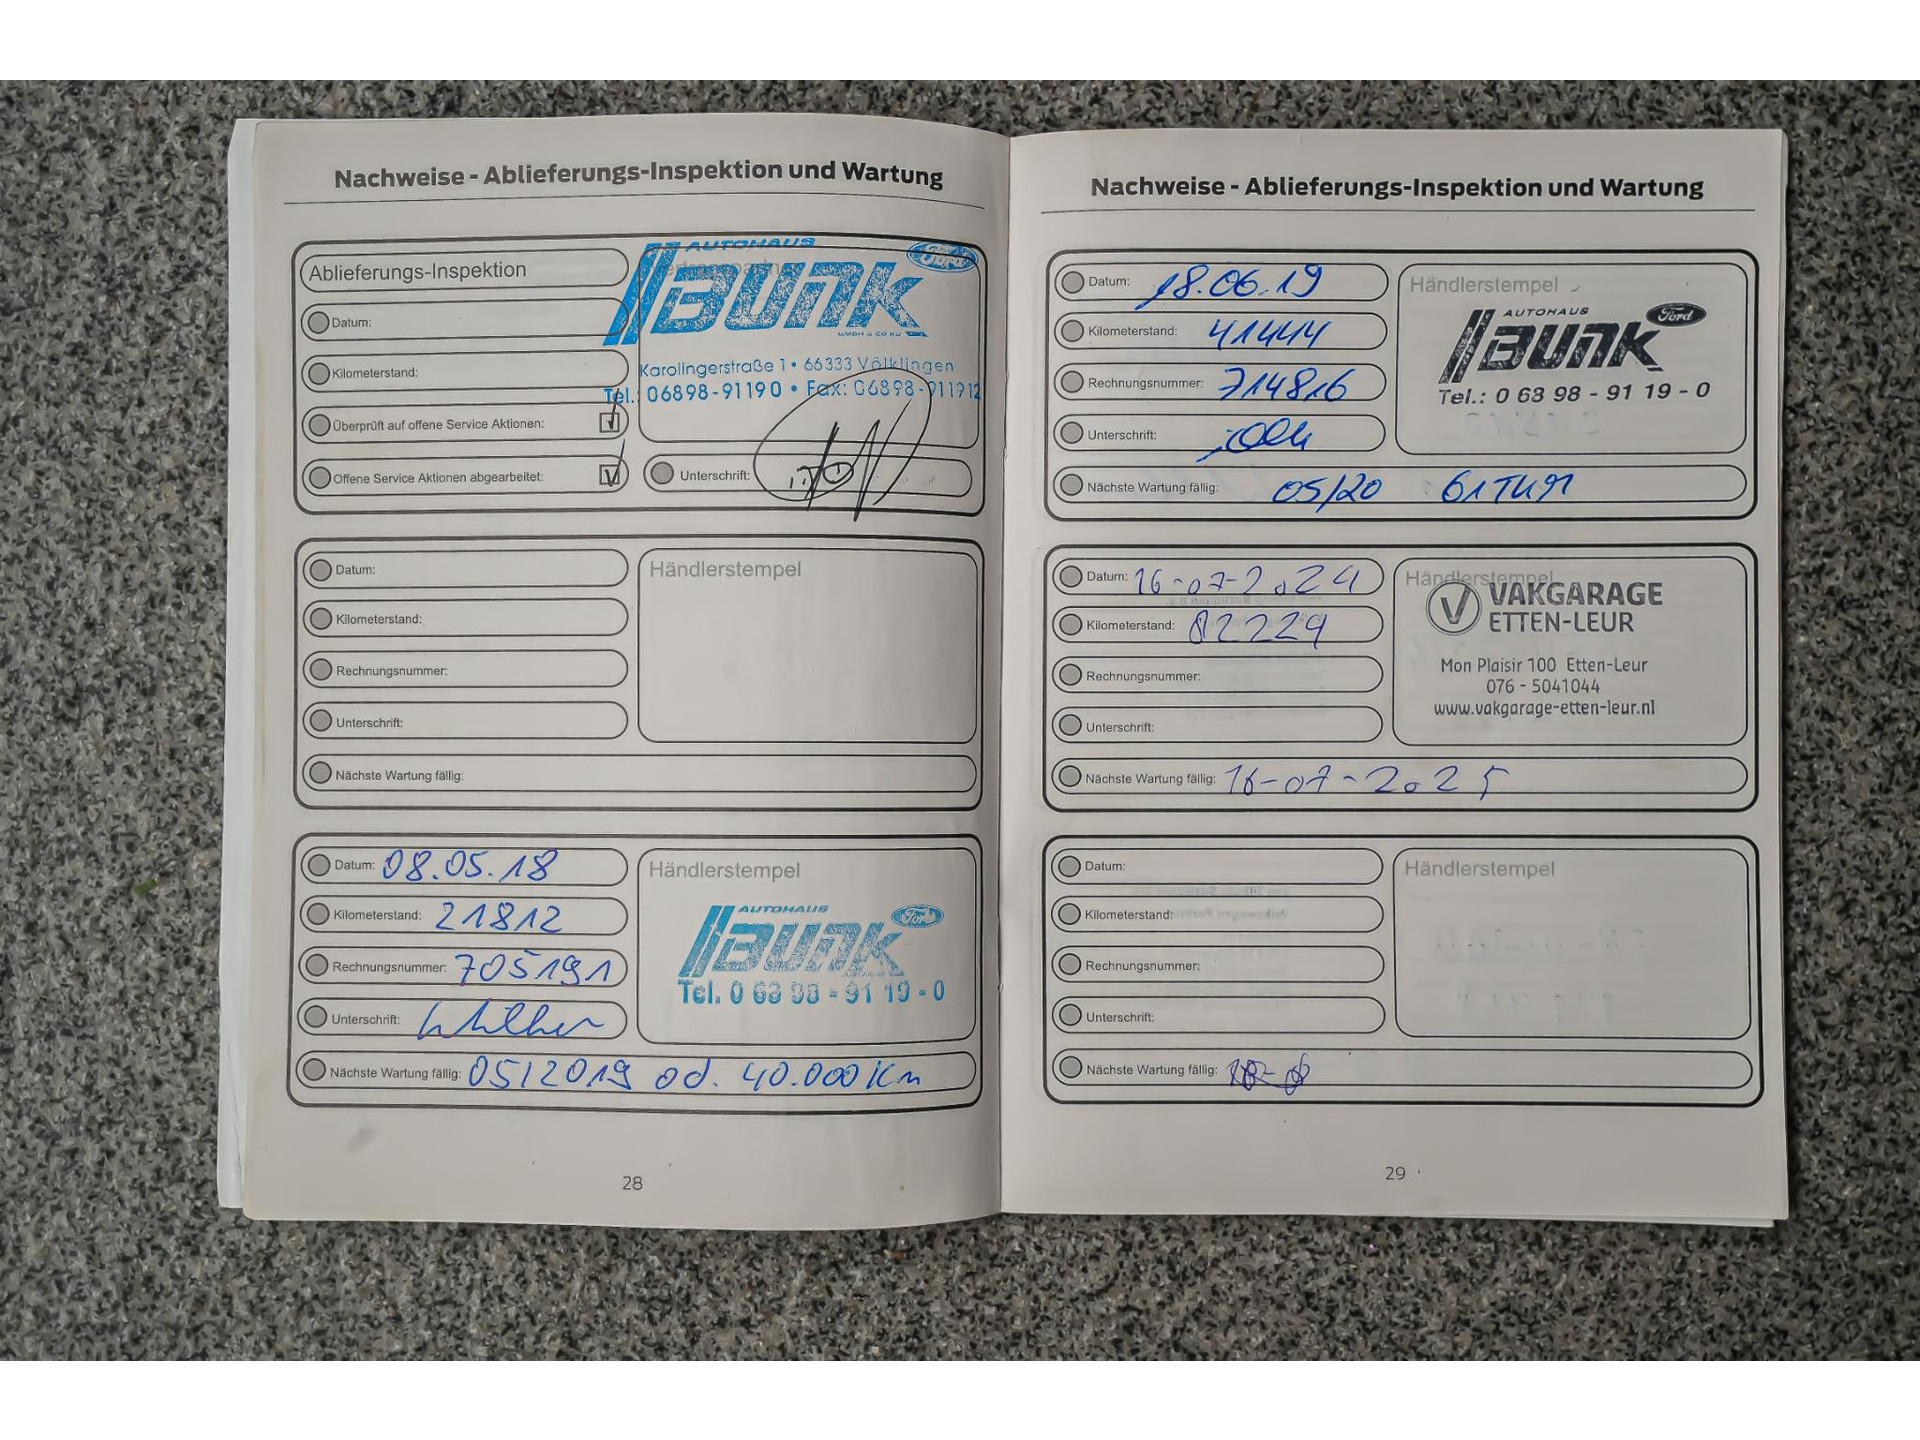 Nachweise - Ablieferungs-Inspektion und Wartung
Ablieferungs-Inspektion
Datum:
Kilometerstand:
Überprüft auf offene Service Aktionen:
Offene Service Aktionen abgearbeitet:
AUTOHAUS
BUNK
Ford
GMBH & CO KG
Karolingerstraße 1 • 66333 Völklingen
Tel.: 06898-91190 • Fax: 06898-911912
Unterschrift:
Datum:
Kilometerstand:
Rechnungsnummer:
Unterschrift:
Nächste Wartung fällig:
Händlerstempel
Datum: 08.05.18
Kilometerstand: 21812
Rechnungsnummer: 705191
Unterschrift:
Nächste Wartung fällig: 05/2019 od. 40.000 Km
Händlerstempel
AUTOHAUS
BUNK
Ford
Tel. 0 68 98 - 91 19 - 0
28
Nachweise - Ablieferungs-Inspektion und Wartung
Datum: 18.06.19
Kilometerstand: 41444
Rechnungsnummer: 714816
Unterschrift:
Nächste Wartung fällig: 05/20
Händlerstempel
AUTOHAUS
BUNK
Ford
Tel.: 0 68 98 - 91 19 - 0
Datum: 16-07-2024
Kilometerstand: 82229
Rechnungsnummer:
Unterschrift:
Nächste Wartung fällig: 16-07-2025
Händlerstempel
VAKGARAGE
ETTEN-LEUR
Mon Plaisir 100 Etten-Leur
076 - 5041044
www.vakgarage-etten-leur.nl
Datum:
Kilometerstand:
Rechnungsnummer:
Unterschrift:
Nächste Wartung fällig:
Händlerstempel
29